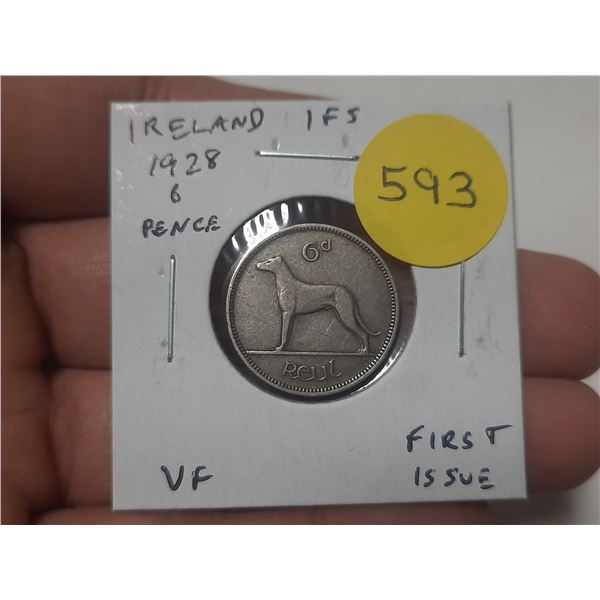 IRELAND IFS
1928
6
PENCE
593
6d
Reul
VF
FIRST
ISSUE